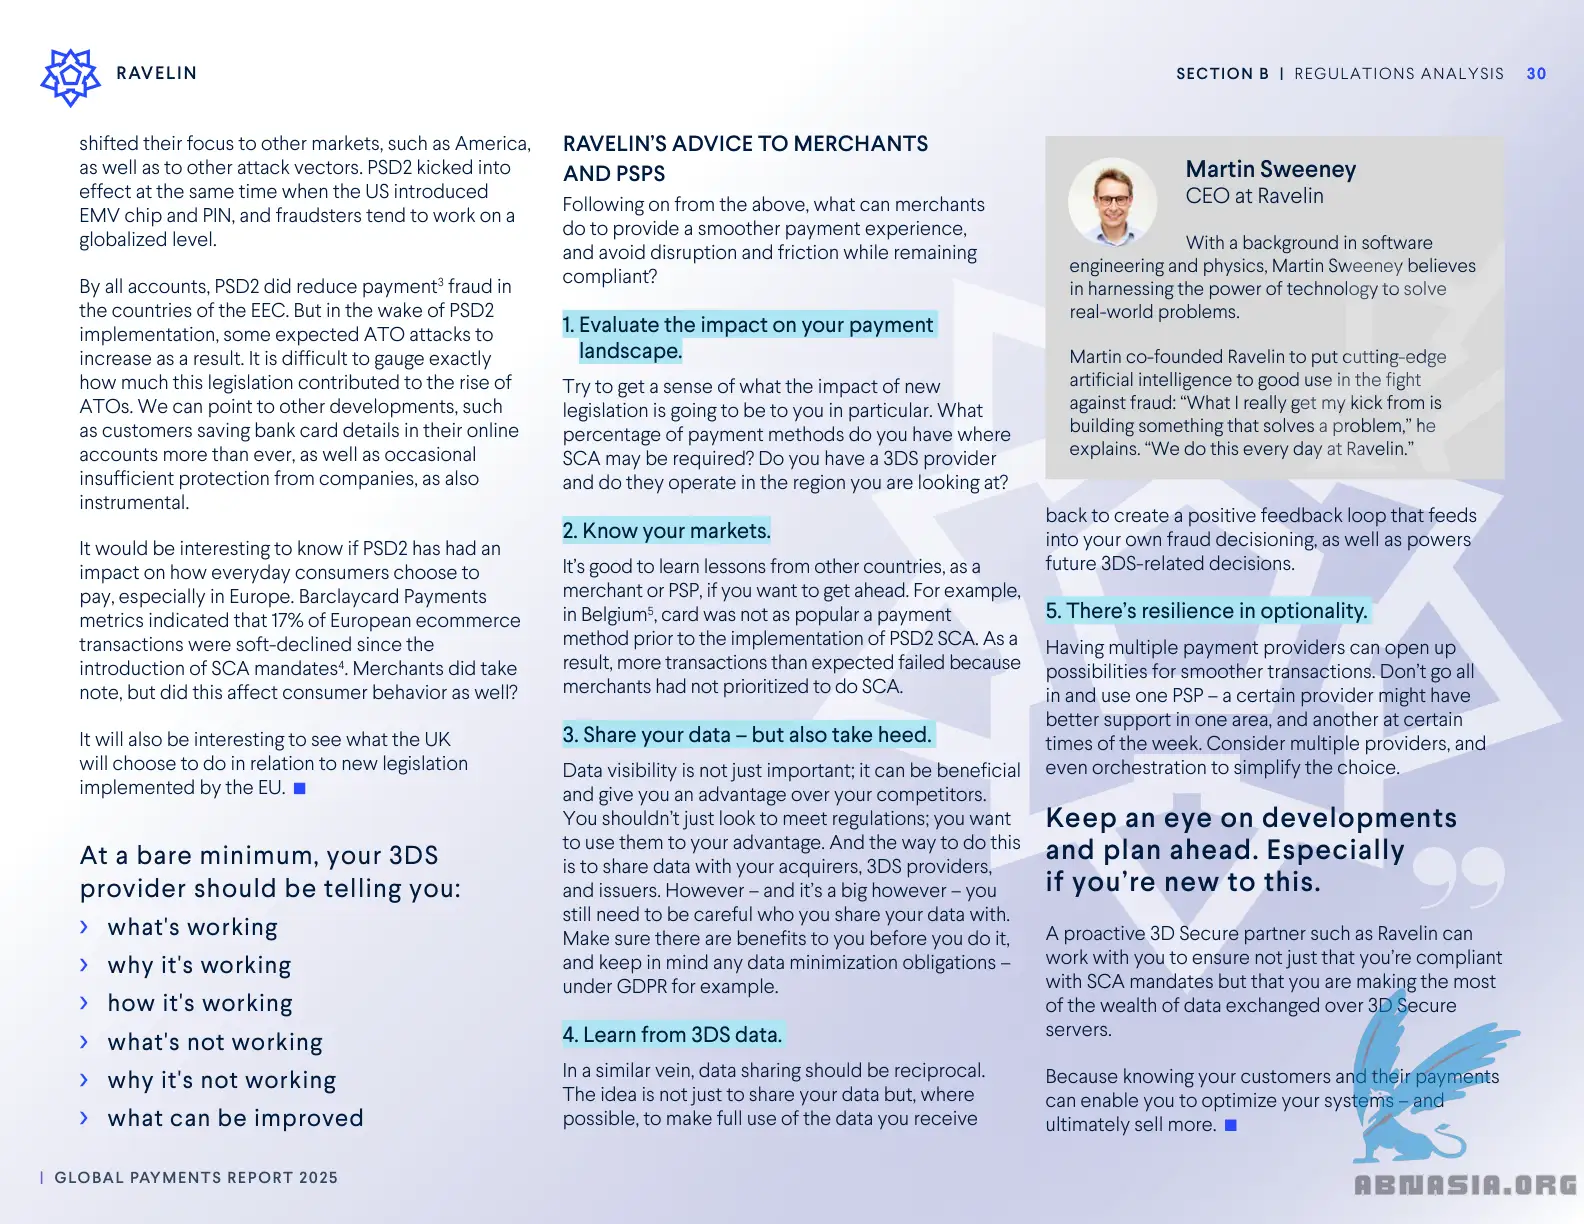 RAVELIN
SECTION B | REGULATIONS ANALYSIS 30
shifted their focus to other markets, such as America,
as well as to other attack vectors. PSD2 kicked into
effect at the same time when the US introduced
EMV chip and PIN, and fraudsters tend to work on a
globalized level.
By all accounts, PSD2 did reduce payment³ fraud in
the countries of the EEC. But in the wake of PSD2
implementation, some expected ATO attacks to
increase as a result. It is difficult to gauge exactly
how much this legislation contributed to the rise of
ATOs. We can point to other developments, such
as customers saving bank card details in their online
accounts more than ever, as well as occasional
insufficient protection from companies, as also
instrumental.
It would be interesting to know if PSD2 has had an
impact on how everyday consumers choose to
pay, especially in Europe. Barclaycard Payments
metrics indicated that 17% of European ecommerce
transactions were soft-declined since the
introduction of SCA mandates⁴. Merchants did take
note, but did this affect consumer behavior as well?
It will also be interesting to see what the UK
will choose to do in relation to new legislation
implemented by the EU. ■
At a bare minimum, your 3DS
provider should be telling you:
› what's working
› why it's working
› how it's working
› what's not working
› why it's not working
› what can be improved
RAVELIN’S ADVICE TO MERCHANTS
AND PSPS
Following on from the above, what can merchants
do to provide a smoother payment experience,
and avoid disruption and friction while remaining
compliant?
1. Evaluate the impact on your payment
landscape.
Try to get a sense of what the impact of new
legislation is going to be to you in particular. What
percentage of payment methods do you have where
SCA may be required? Do you have a 3DS provider
and do they operate in the region you are looking at?
2. Know your markets.
It’s good to learn lessons from other countries, as a
merchant or PSP, if you want to get ahead. For example,
in Belgium⁵, card was not as popular a payment
method prior to the implementation of PSD2 SCA. As a
result, more transactions than expected failed because
merchants had not prioritized to do SCA.
3. Share your data – but also take heed.
Data visibility is not just important; it can be beneficial
and give you an advantage over your competitors.
You shouldn’t just look to meet regulations; you want
to use them to your advantage. And the way to do this
is to share data with your acquirers, 3DS providers,
and issuers. However – and it’s a big however – you
still need to be careful who you share your data with.
Make sure there are benefits to you before you do it,
and keep in mind any data minimization obligations –
under GDPR for example.
4. Learn from 3DS data.
In a similar vein, data sharing should be reciprocal.
The idea is not just to share your data but, where
possible, to make full use of the data you receive
Martin Sweeney
CEO at Ravelin
With a background in software
engineering and physics, Martin Sweeney believes
in harnessing the power of technology to solve
real-world problems.
Martin co-founded Ravelin to put cutting-edge
artificial intelligence to good use in the fight
against fraud: “What I really get my kick from is
building something that solves a problem,” he
explains. “We do this every day at Ravelin.”
back to create a positive feedback loop that feeds
into your own fraud decisioning, as well as powers
future 3DS-related decisions.
5. There’s resilience in optionality.
Having multiple payment providers can open up
possibilities for smoother transactions. Don’t go all
in and use one PSP – a certain provider might have
better support in one area, and another at certain
times of the week. Consider multiple providers, and
even orchestration to simplify the choice.
Keep an eye on developments
and plan ahead. Especially
if you’re new to this.
A proactive 3D Secure partner such as Ravelin can
work with you to ensure not just that you’re compliant
with SCA mandates but that you are making the most
of the wealth of data exchanged over 3D Secure
servers.
Because knowing your customers and their payments
can enable you to optimize your systems – and
ultimately sell more. ■
| GLOBAL PAYMENTS REPORT 2025
ABNASIA.ORG